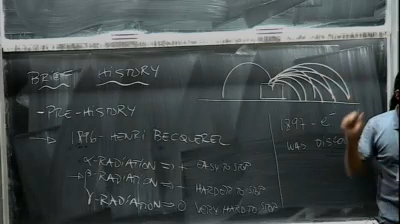 BRIEF HISTORY
-PRE-HISTORY
→ 1896-HENRI BECQUEREL
α-RADIATION ⇒ + EASY TO STOP
→ β-RADIATION ⇒ - HARDER TO STOP
γ-RADIATION ⇒ 0 VERY HARD TO STOP
1897 - e⁻
WAS